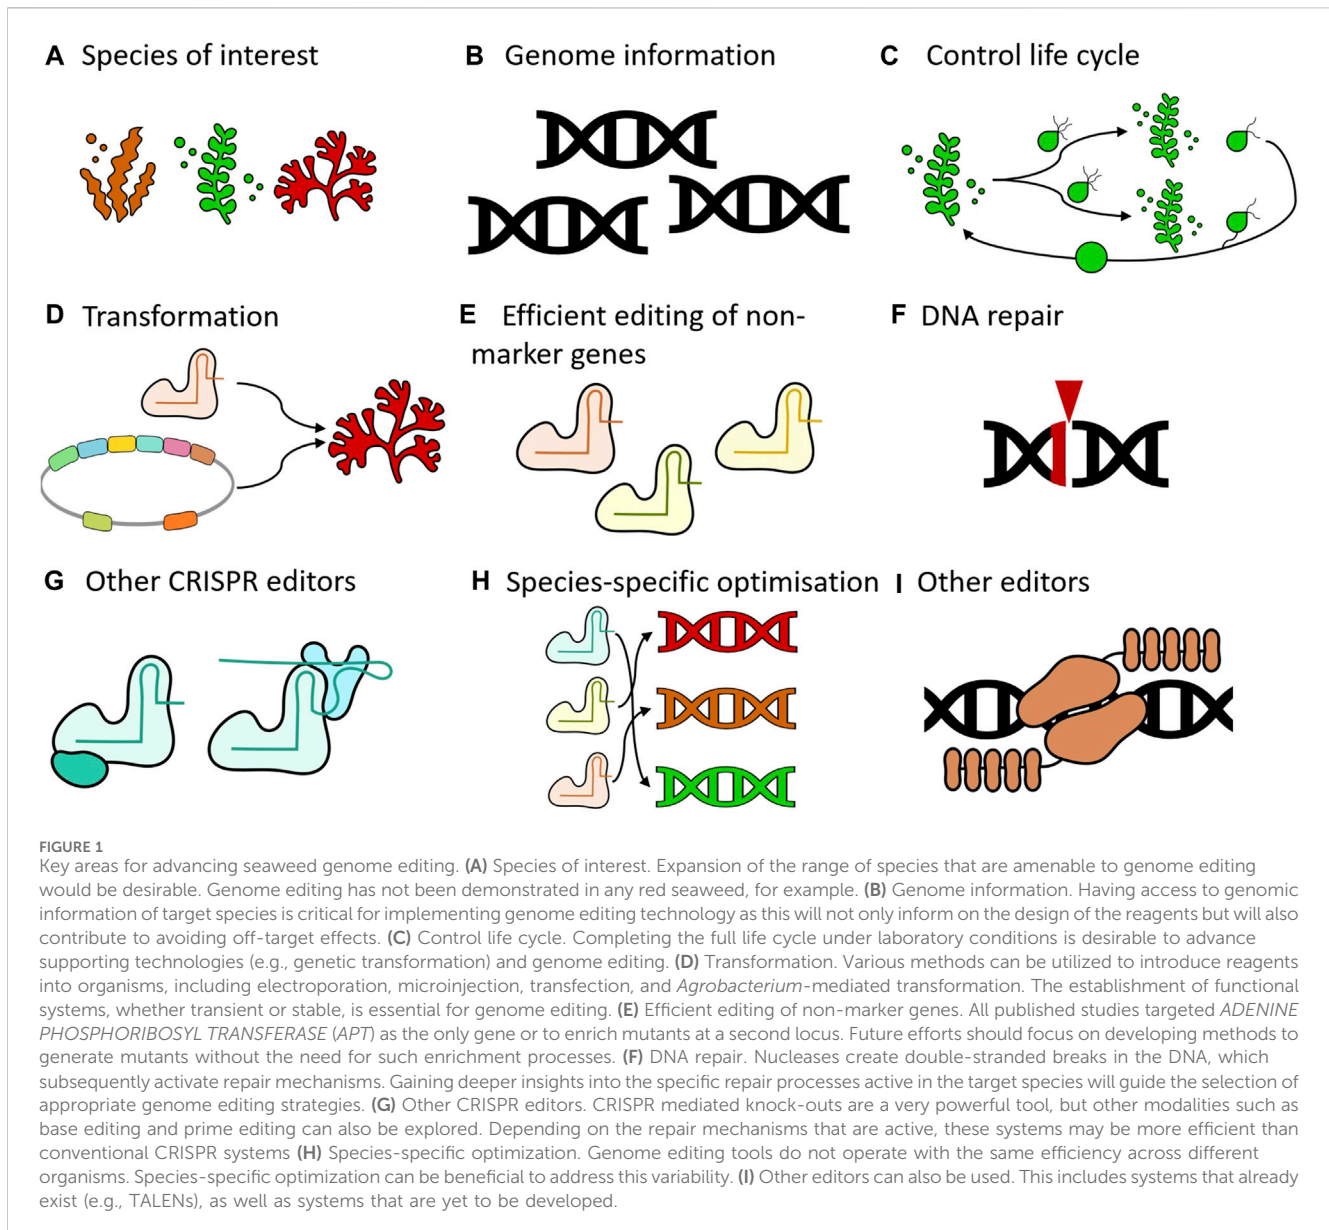 A Species of interest
B Genome information
C Control life cycle
D Transformation
E Efficient editing of non-
marker genes
F DNA repair
G Other CRISPR editors
H Species-specific optimisation
I Other editors
FIGURE 1
Key areas for advancing seaweed genome editing. (A) Species of interest. Expansion of the range of species that are amenable to genome editing
would be desirable. Genome editing has not been demonstrated in any red seaweed, for example. (B) Genome information. Having access to genomic
information of target species is critical for implementing genome editing technology as this will not only inform on the design of the reagents but will also
contribute to avoiding off-target effects. (C) Control life cycle. Completing the full life cycle under laboratory conditions is desirable to advance
supporting technologies (e.g., genetic transformation) and genome editing. (D) Transformation. Various methods can be utilized to introduce reagents
into organisms, including electroporation, microinjection, transfection, and Agrobacterium-mediated transformation. The establishment of functional
systems, whether transient or stable, is essential for genome editing. (E) Efficient editing of non-marker genes. All published studies targeted ADENINE
PHOSPHORIBOSYL TRANSFERASE (APT) as the only gene or to enrich mutants at a second locus. Future efforts should focus on developing methods to
generate mutants without the need for such enrichment processes. (F) DNA repair. Nucleases create double-stranded breaks in the DNA, which
subsequently activate repair mechanisms. Gaining deeper insights into the specific repair processes active in the target species will guide the selection of
appropriate genome editing strategies. (G) Other CRISPR editors. CRISPR mediated knock-outs are a very powerful tool, but other modalities such as
base editing and prime editing can also be explored. Depending on the repair mechanisms that are active, these systems may be more efficient than
conventional CRISPR systems (H) Species-specific optimization. Genome editing tools do not operate with the same efficiency across different
organisms. Species-specific optimization can be beneficial to address this variability. (I) Other editors can also be used. This includes systems that already
exist (e.g., TALENs), as well as systems that are yet to be developed.